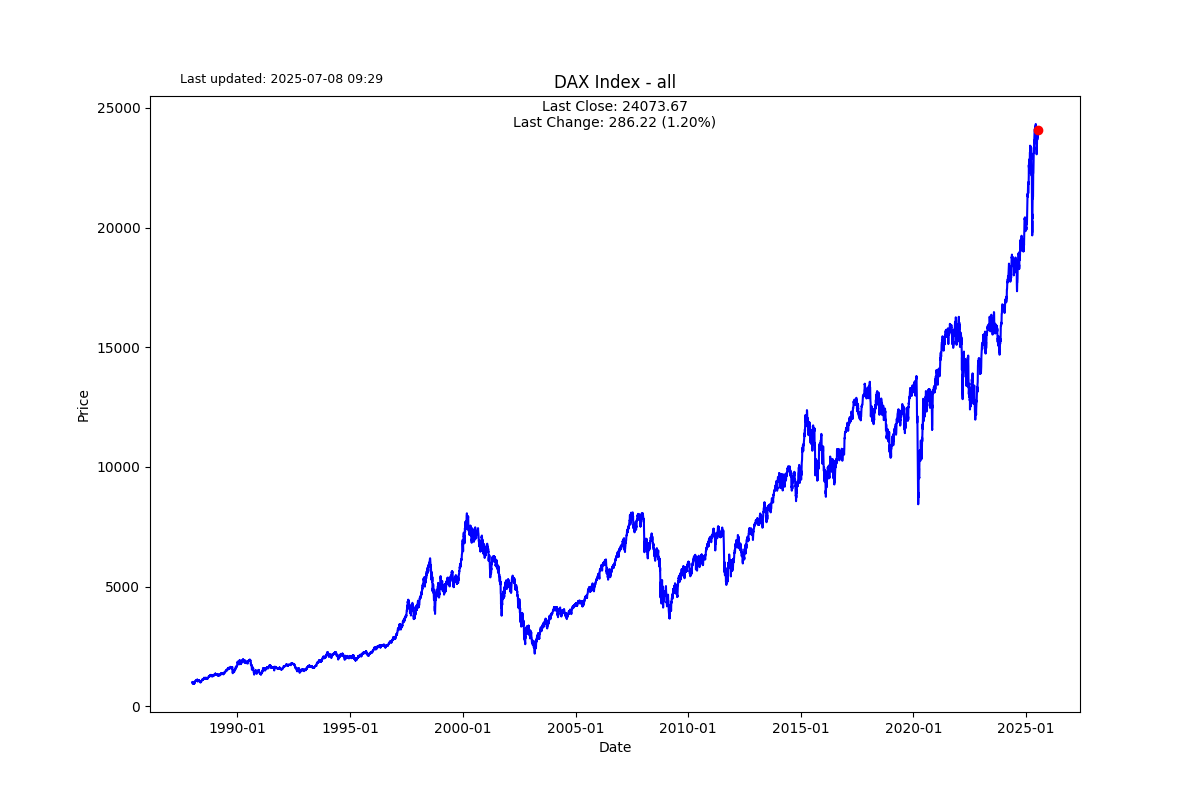 Last updated: 2025-07-08 09:29
DAX Index - all
Last Close: 24073.67
Last Change: 286.22 (1.20%)
25000
20000
15000
10000
5000
0
Price
1990-01
1995-01
2000-01
2005-01
2010-01
2015-01
2020-01
2025-01
Date